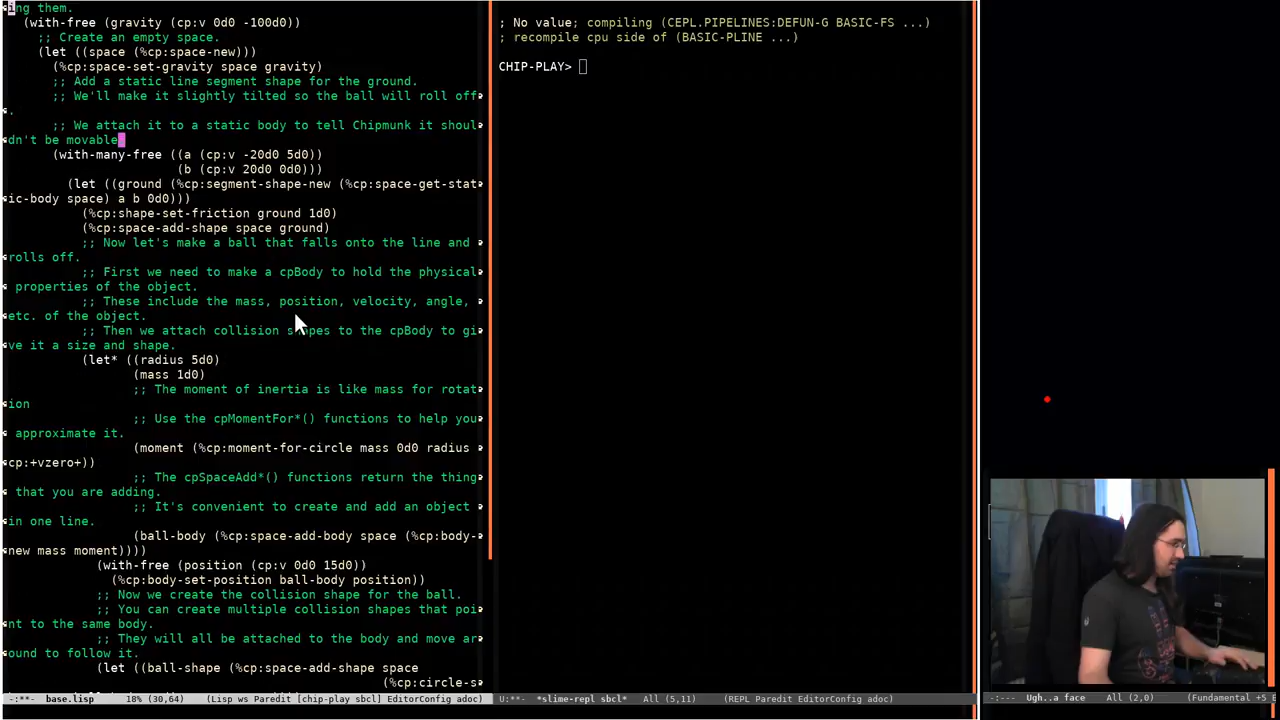 ing them.
(with-free (gravity (cp:v 0d0 -100d0))
;; Create an empty space.
(let ((space (%cp:space-new)))
(%cp:space-set-gravity space gravity)
;; Add a static line segment shape for the ground.
;; We'll make it slightly tilted so the ball will roll off
.
;; We attach it to a static body to tell Chipmunk it shoul
dn't be movable
(with-many-free ((a (cp:v -20d0 5d0))
(b (cp:v 20d0 0d0)))
(let ((ground (%cp:segment-shape-new (%cp:space-get-stat
ic-body space) a b 0d0)))
(%cp:shape-set-friction ground 1d0)
(%cp:space-add-shape space ground)
;; Now let's make a ball that falls onto the line and
rolls off.
;; First we need to make a cpBody to hold the physical
properties of the object.
;; These include the mass, position, velocity, angle,
etc. of the object.
;; Then we attach collision shapes to the cpBody to gi
ve it a size and shape.
(let* ((radius 5d0)
(mass 1d0)
;; The moment of inertia is like mass for rotat
ion
;; Use the cpMomentFor*() functions to help you
approximate it.
(moment (%cp:moment-for-circle mass 0d0 radius
cp:+vzero+))
;; The cpSpaceAdd*() functions return the thing
that you are adding.
;; It's convenient to create and add an object
in one line.
(ball-body (%cp:space-add-body space (%cp:body-
new mass moment))))
(with-free (position (cp:v 0d0 15d0))
(%cp:body-set-position ball-body position))
;; Now we create the collision shape for the ball.
;; You can create multiple collision shapes that poi
nt to the same body.
;; They will all be attached to the body and move ar
ound to follow it.
(let ((ball-shape (%cp:space-add-shape space
(%cp:circle-s
-:**- base.lisp 18% (30,64) (Lisp ws Paredit [chip-play sbcl] EditorConfig adoc)
; No value; compiling (CEPL.PIPELINES:DEFUN-G BASIC-FS ...)
; recompile cpu side of (BASIC-PLINE ...)
CHIP-PLAY>
U:**- *slime-repl sbcl* All (5,11) (REPL Paredit EditorConfig adoc)
-:--- Ugh..a face All (2,0) (Fundamental +5 E